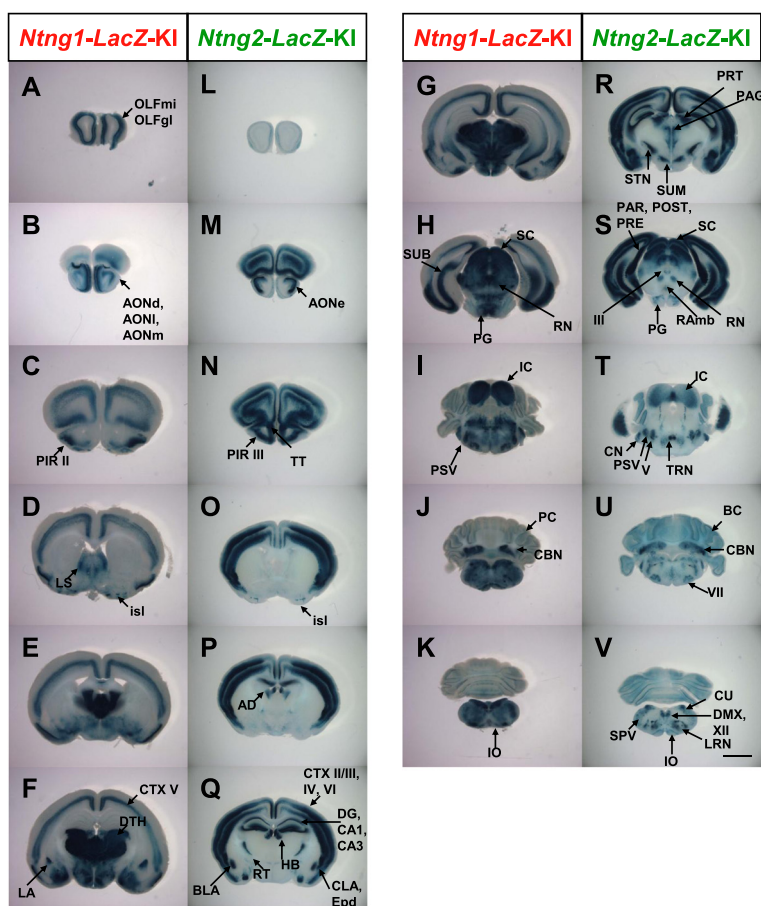 Ntng1-LacZ-KI
Ntng2-LacZ-KI
A
OLFmi
OLFgl
L
B
AONd,
AONl,
AONm
M
AONe
C
PIR II
N
PIR III
TT
D
LS
isl
O
isl
E
P
AD
F
CTX V
DTH
LA
Q
CTX II/III,
IV, VI
DG,
CA1,
CA3
HB
RT
BLA
CLA,
Epd
Ntng1-LacZ-KI
Ntng2-LacZ-KI
G
R
PRT
PAG
STN
SUM
H
SUB
SC
RN
PG
PAR, POST,
PRE
S
SC
III
RAmb
RN
PG
I
IC
PSV
T
IC
CN
PSV
V
TRN
J
PC
CBN
U
BC
CBN
VII
K
IO
V
CU
DMX,
XII
SPV
LRN
IO